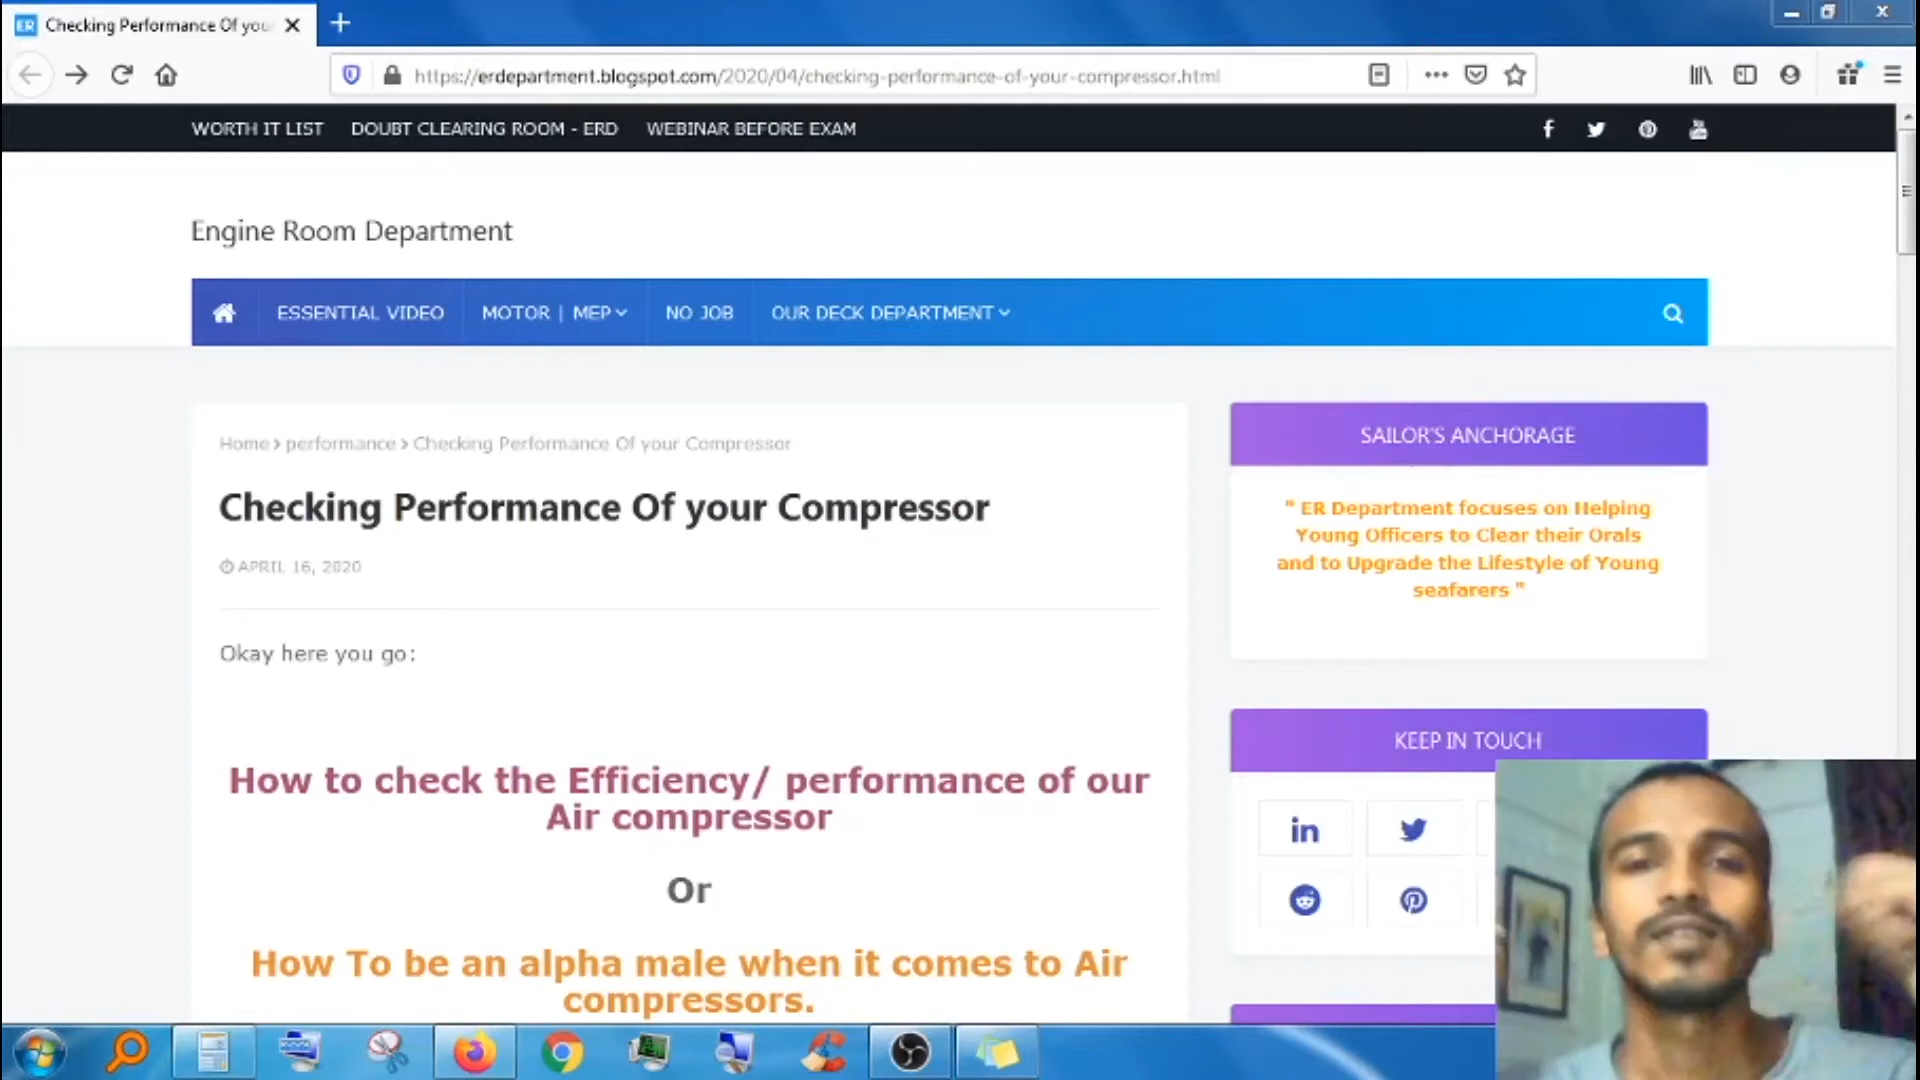 ER Checking Performance Of you
https://erdepartment.blogspot.com/2020/04/checking-performance-of-your-compressor.html
WORTH IT LIST DOUBT CLEARING ROOM - ERD WEBINAR BEFORE EXAM
Engine Room Department
ESSENTIAL VIDEO MOTOR | MEP NO JOB OUR DECK DEPARTMENT
Home > performance > Checking Performance Of your Compressor
Checking Performance Of your Compressor
APRIL 16, 2020
Okay here you go:
How to check the Efficiency/ performance of our
Air compressor
Or
How To be an alpha male when it comes to Air
compressors.
SAILOR'S ANCHORAGE
" ER Department focuses on Helping
Young Officers to Clear their Orals
and to Upgrade the Lifestyle of Young
seafarers "
KEEP IN TOUCH